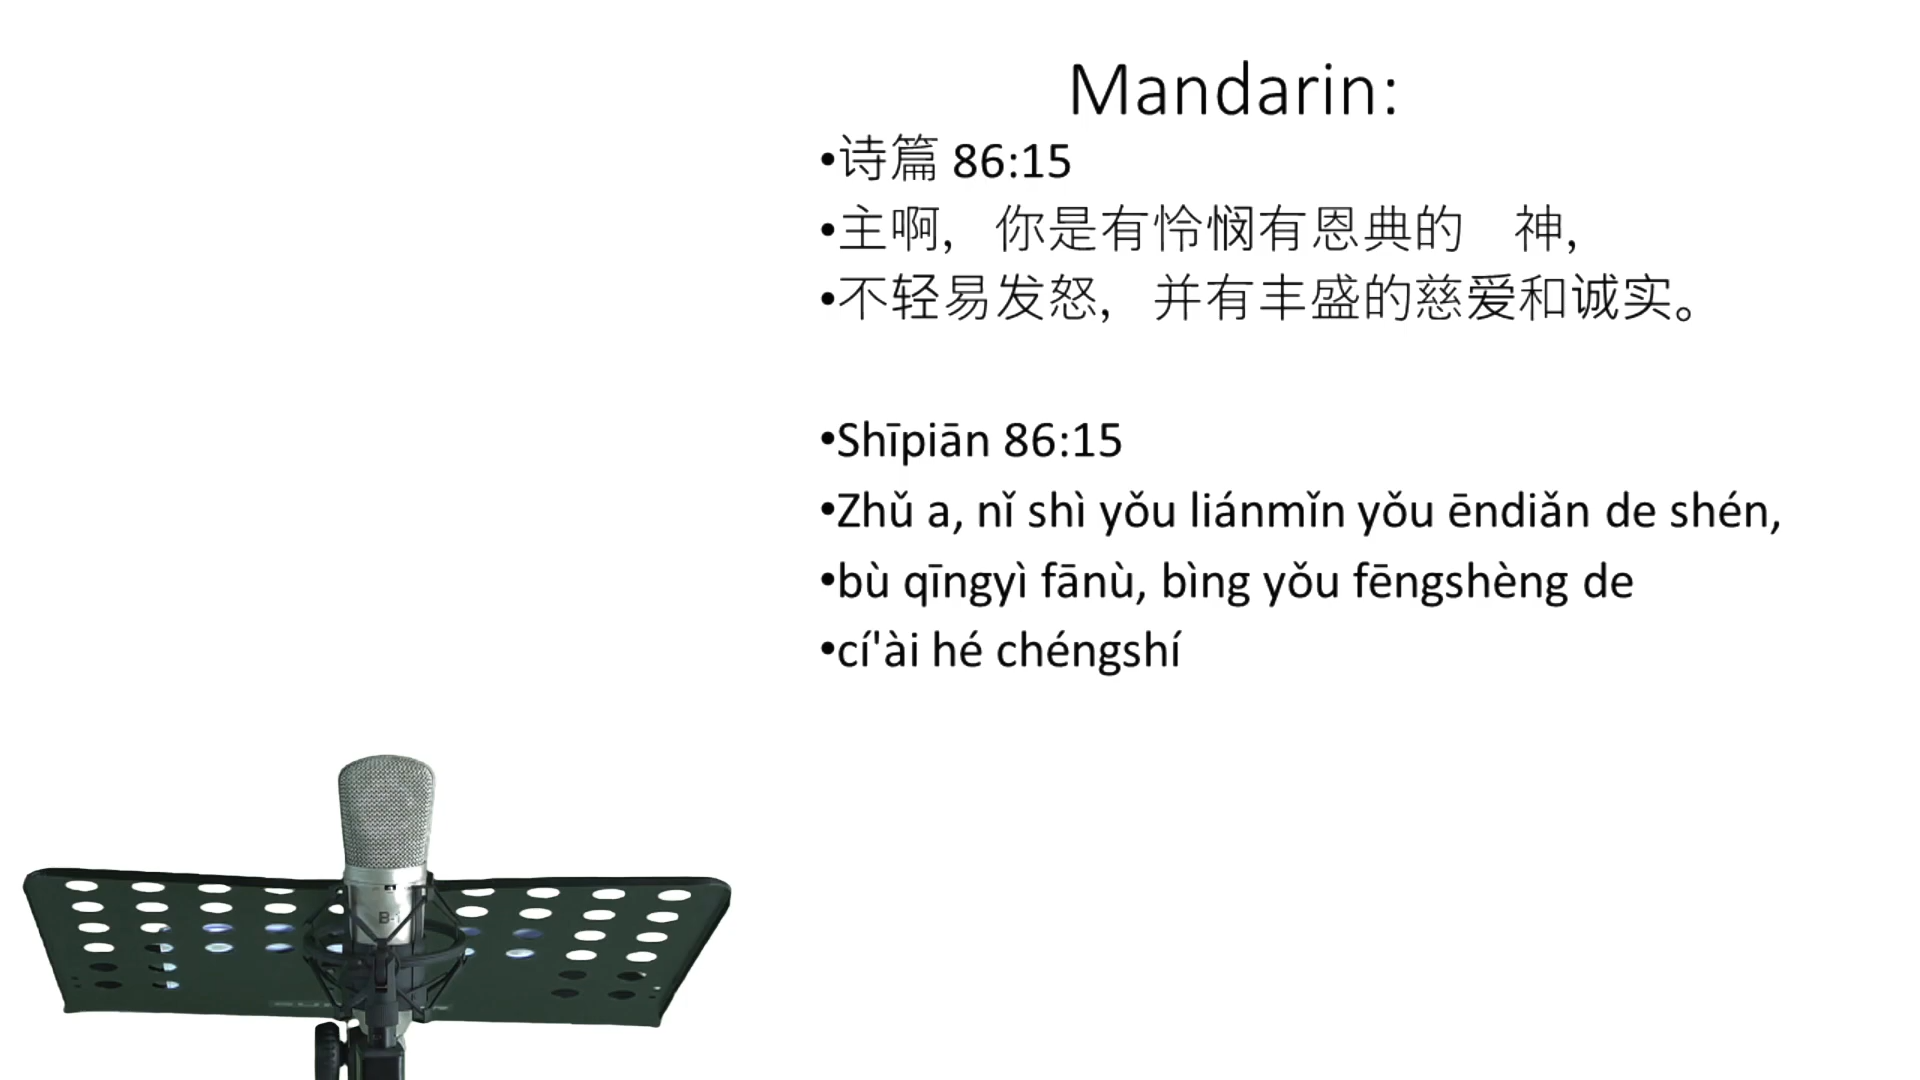 Mandarin:
•诗篇 86:15
•主啊, 你是有怜悯有恩典的　神,
•不轻易发怒, 并有丰盛的慈爱和诚实。
•Shīpiān 86:15
•Zhǔ a, nǐ shì yǒu liánmǐn yǒu ēndiǎn de shén,
•bù qīngyì fānù, bìng yǒu fēngshèng de
•cí'ài hé chéngshí